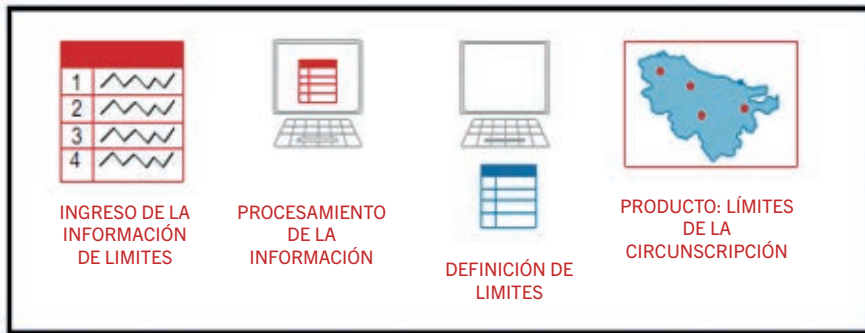 1
2
3
4
INGRESO DE LA
INFORMACIÓN
DE LIMITES
PROCESAMIENTO
DE LA
INFORMACIÓN
DEFINICIÓN DE
LIMITES
PRODUCTO: LÍMITES
DE LA
CIRCUNSCRIPCIÓN